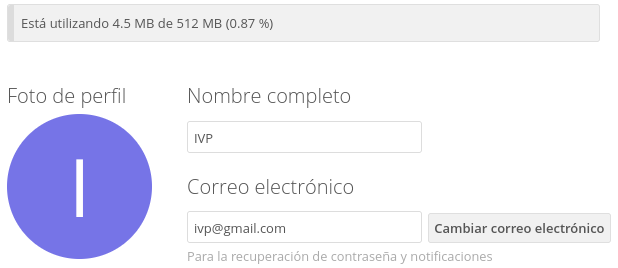 Está utilizando 4.5 MB de 512 MB (0.87 %)
Foto de perfil
Nombre completo
I
IVP
Correo electrónico
ivp@gmail.com
Cambiar correo electrónico
Para la recuperación de contraseña y notificaciones